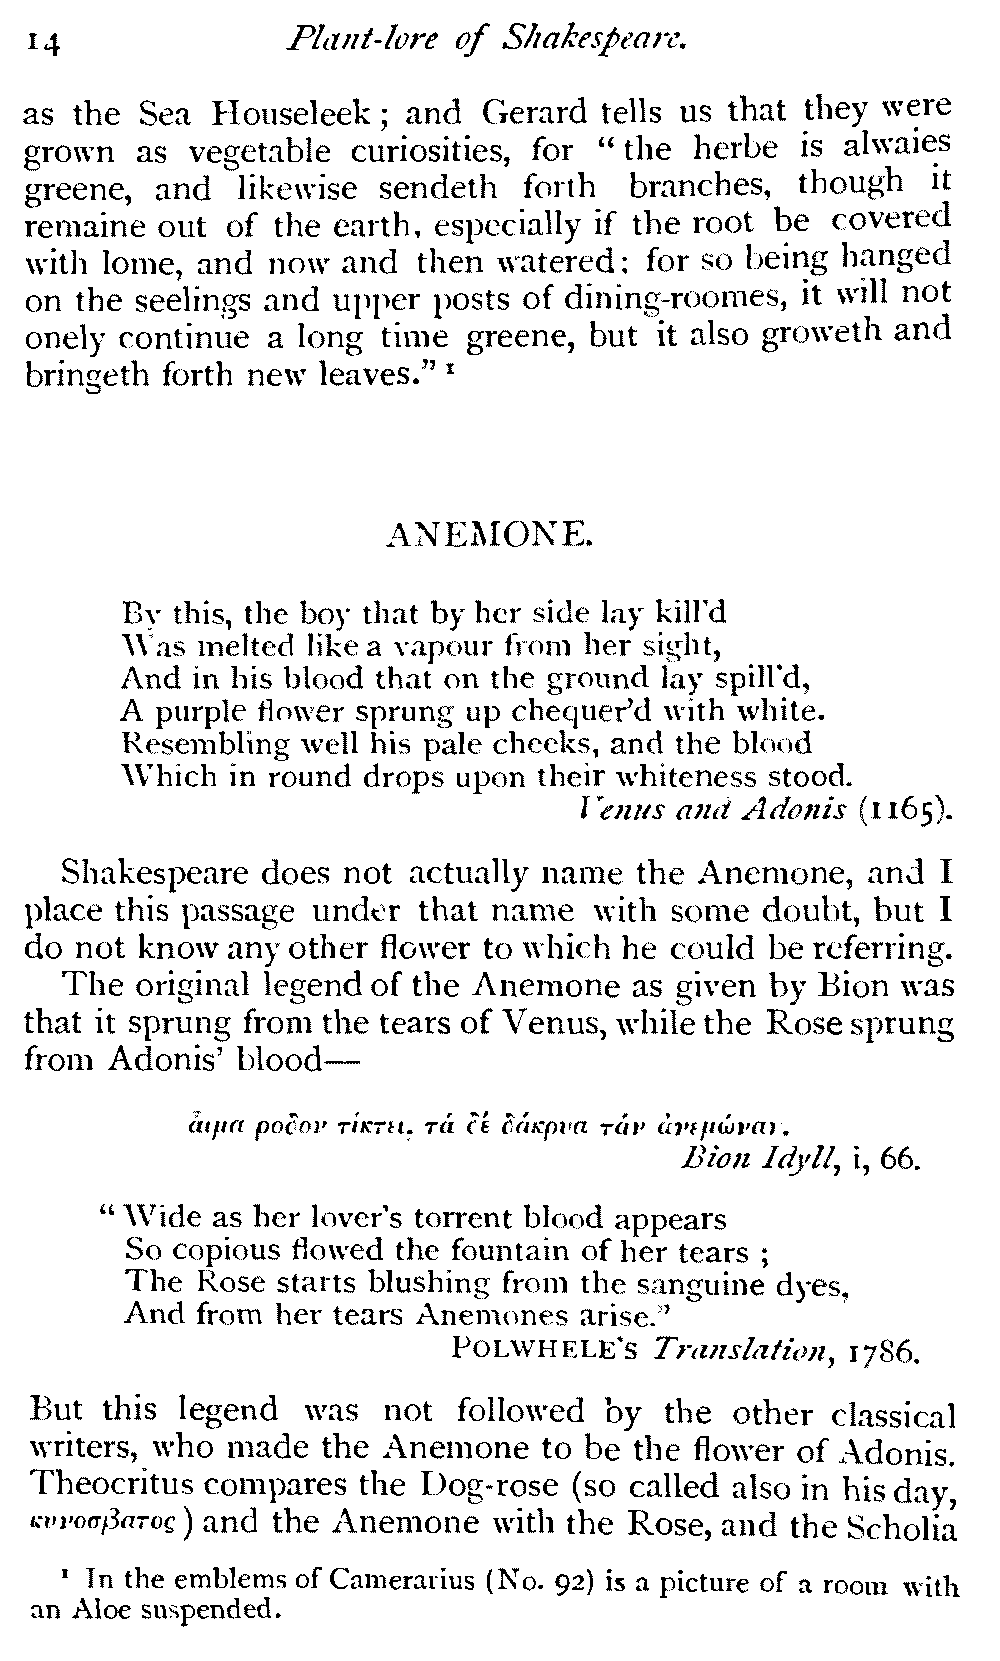 14 Plant-lore of Shakespeare.
as the Sea Houseleek ; and Gerard tells us that they were
grown as vegetable curiosities, for “ the herbe is alwaies
greene, and likewise sendeth forth branches, though it
remaine out of the earth, especially if the root be covered
with lome, and now and then watered; for so being hanged
on the seelings and upper posts of dining-roomes, it will not
onely continue a long time greene, but it also groweth and
bringeth forth new leaves.” ¹
ANEMONE.
By this, the boy that by her side lay kill'd
Was melted like a vapour from her sight,
And in his blood that on the ground lay spill'd,
A purple flower sprung up chequer'd with white.
Resembling well his pale cheeks, and the blood
Which in round drops upon their whiteness stood.
Venus and Adonis (1165).
Shakespeare does not actually name the Anemone, and I
place this passage under that name with some doubt, but I
do not know any other flower to which he could be referring.
The original legend of the Anemone as given by Bion was
that it sprung from the tears of Venus, while the Rose sprung
from Adonis' blood—
ἆιμα ροδον τίκτει, τά δέ δάκρυα τάν ἀνεμώναν.
Bion Idyll, i, 66.
“ Wide as her lover's torrent blood appears
So copious flowed the fountain of her tears ;
The Rose starts blushing from the sanguine dyes,
And from her tears Anemones arise.”
POLWHELE'S Translation, 1786.
But this legend was not followed by the other classical
writers, who made the Anemone to be the flower of Adonis.
Theocritus compares the Dog-rose (so called also in his day,
κυνοσβατος ) and the Anemone with the Rose, and the Scholia
¹ In the emblems of Camerarius (No. 92) is a picture of a room with
an Aloe suspended.